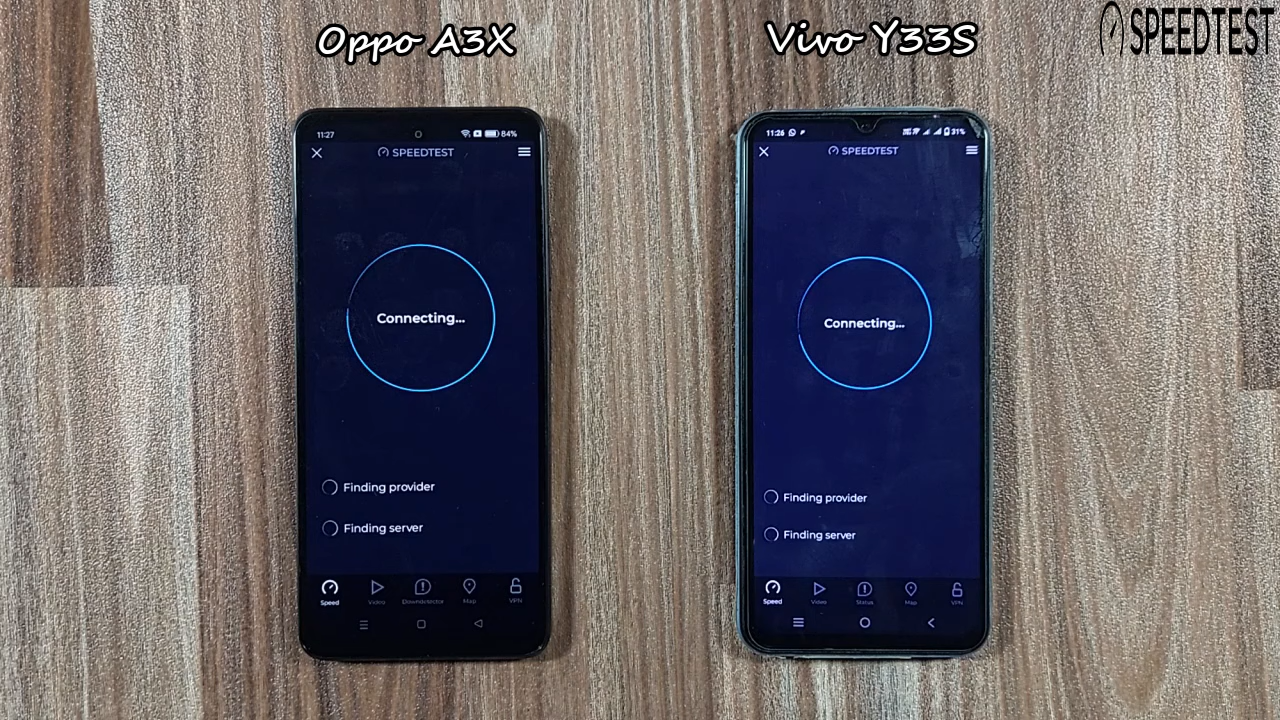 Oppo A3X
Vivo Y33S
SPEEDTEST
11:27
84%
SPEEDTEST
Connecting...
Finding provider
Finding server
Speed
Video
Downdetector
Map
VPN
11:26
31%
SPEEDTEST
Connecting...
Finding provider
Finding server
Speed
Video
Status
Map
VPN